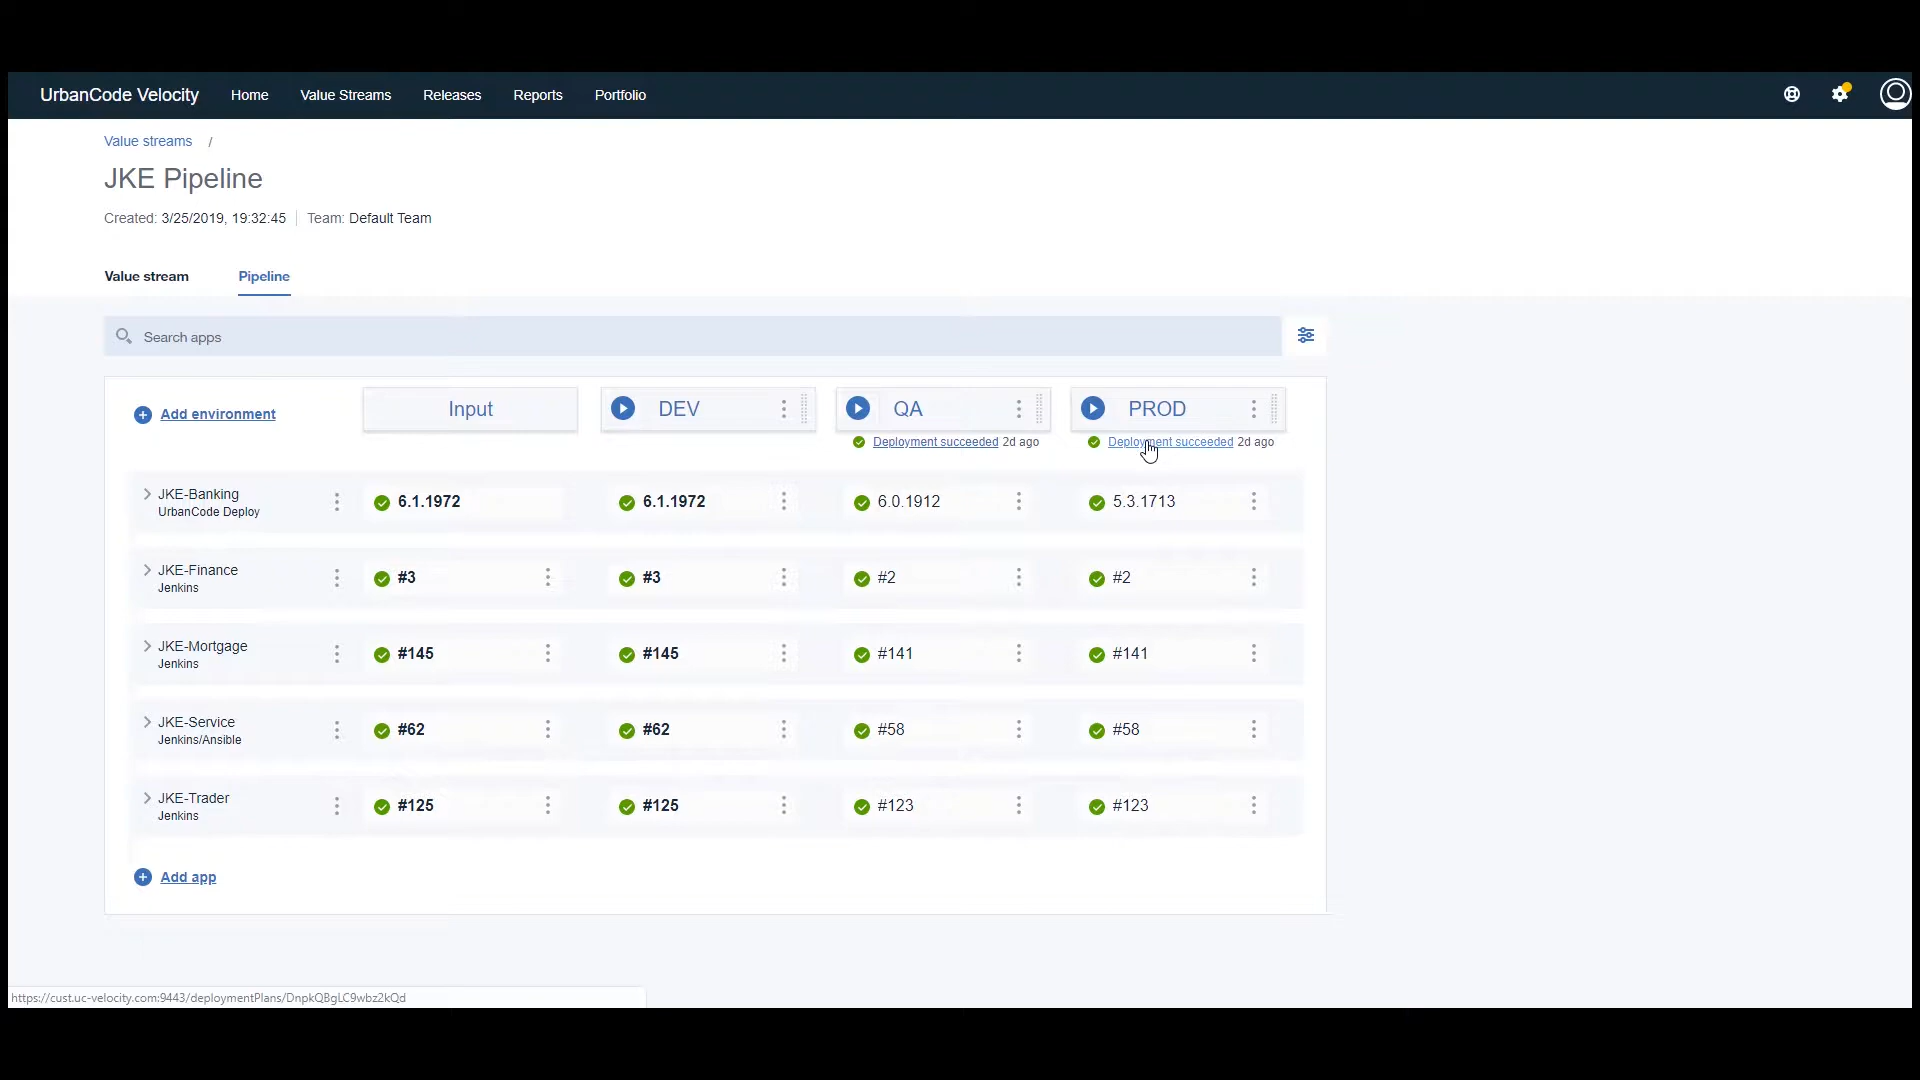 UrbanCode Velocity Home Value Streams Releases Reports Portfolio
Value streams /
JKE Pipeline
Created: 3/25/2019, 19:32:45 Team: Default Team
Value stream Pipeline
Search apps
Add environment Input DEV QA PROD
Deployment succeeded 2d ago Deployment succeeded 2d ago
JKE-Banking 6.1.1972 6.1.1972 6.0.1912 5.3.1713
UrbanCode Deploy
JKE-Finance #3 #3 #2 #2
Jenkins
JKE-Mortgage #145 #145 #141 #141
Jenkins
JKE-Service #62 #62 #58 #58
Jenkins/Ansible
JKE-Trader #125 #125 #123 #123
Jenkins
Add app
https://cust.uc-velocity.com:9443/deploymentPlans/DnpkQBgLC9wbz2kQd